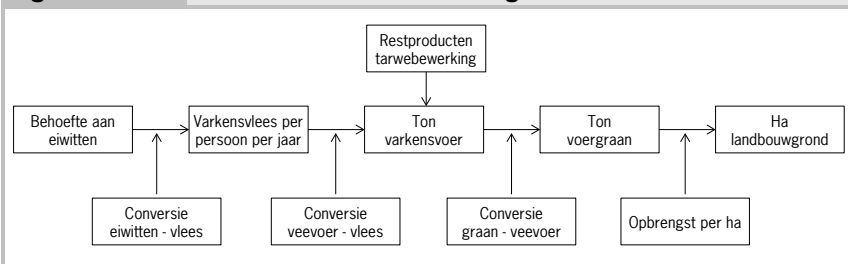 Restproducten
tarwebewerking
Behoefte aan
eiwitten
Varkensvlees per
persoon per jaar
Ton
varkensvoer
Ton
voergraan
Ha
landbouwgrond
Conversie
eiwitten - vlees
Conversie
veevoer - vlees
Conversie
graan - veevoer
Opbrengst per ha